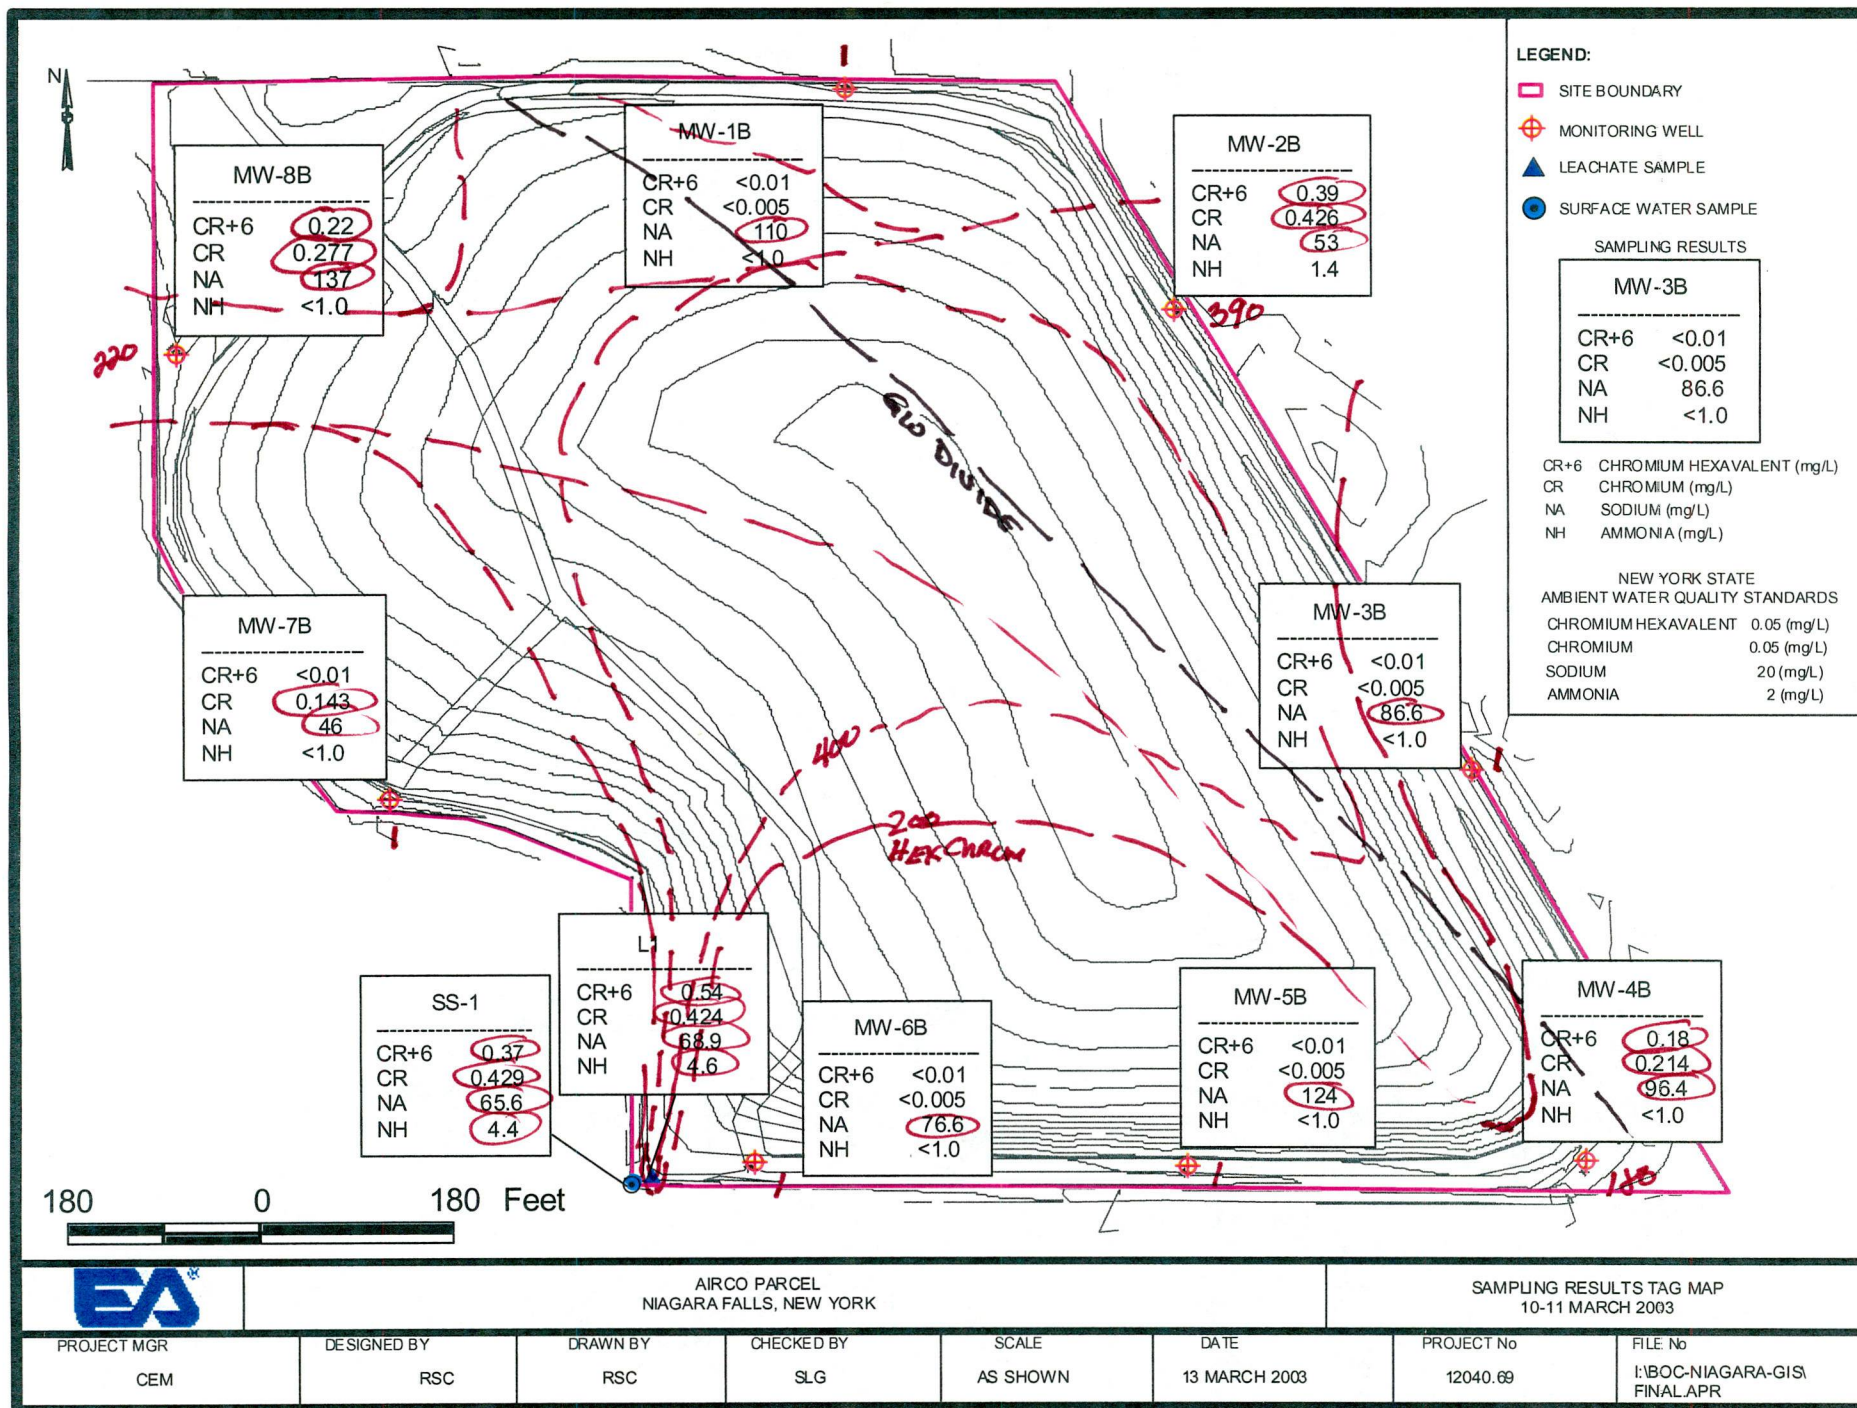 N
MW-8B
CR+6 0.22
CR 0.277
NA 137
NH <1.0
220
MW-1B
CR+6 <0.01
CR <0.005
NA 110
NH <1.0
1
MW-2B
CR+6 0.39
CR 0.426
NA 53
NH 1.4
390
GW DIVIDE
MW-7B
CR+6 <0.01
CR 0.143
NA 46
NH <1.0
1
400
200
HEX CHROM
MW-3B
CR+6 <0.01
CR <0.005
NA 86.6
NH <1.0
1
L1
CR+6 0.54
CR 0.424
NA 68.9
NH 4.6
SS-1
CR+6 0.37
CR 0.429
NA 65.6
NH 4.4
MW-6B
CR+6 <0.01
CR <0.005
NA 76.6
NH <1.0
1
MW-5B
CR+6 <0.01
CR <0.005
NA 124
NH <1.0
1
MW-4B
CR+6 0.18
CR 0.214
NA 96.4
NH <1.0
180
180 0 180 Feet
LEGEND:
SITE BOUNDARY
MONITORING WELL
LEACHATE SAMPLE
SURFACE WATER SAMPLE
SAMPLING RESULTS
MW-3B
CR+6 <0.01
CR <0.005
NA 86.6
NH <1.0
CR+6 CHROMIUM HEXAVALENT (mg/L)
CR CHROMIUM (mg/L)
NA SODIUM (mg/L)
NH AMMONIA (mg/L)
NEW YORK STATE
AMBIENT WATER QUALITY STANDARDS
CHROMIUM HEXAVALENT 0.05 (mg/L)
CHROMIUM 0.05 (mg/L)
SODIUM 20 (mg/L)
AMMONIA 2 (mg/L)
EA®
AIRCO PARCEL
NIAGARA FALLS, NEW YORK
SAMPLING RESULTS TAG MAP
10-11 MARCH 2003
PROJECT MGR
CEM
DESIGNED BY
RSC
DRAWN BY
RSC
CHECKED BY
SLG
SCALE
AS SHOWN
DATE
13 MARCH 2003
PROJECT No
12040.69
FILE No
I:\BOC-NIAGARA-GIS\
FINAL.APR